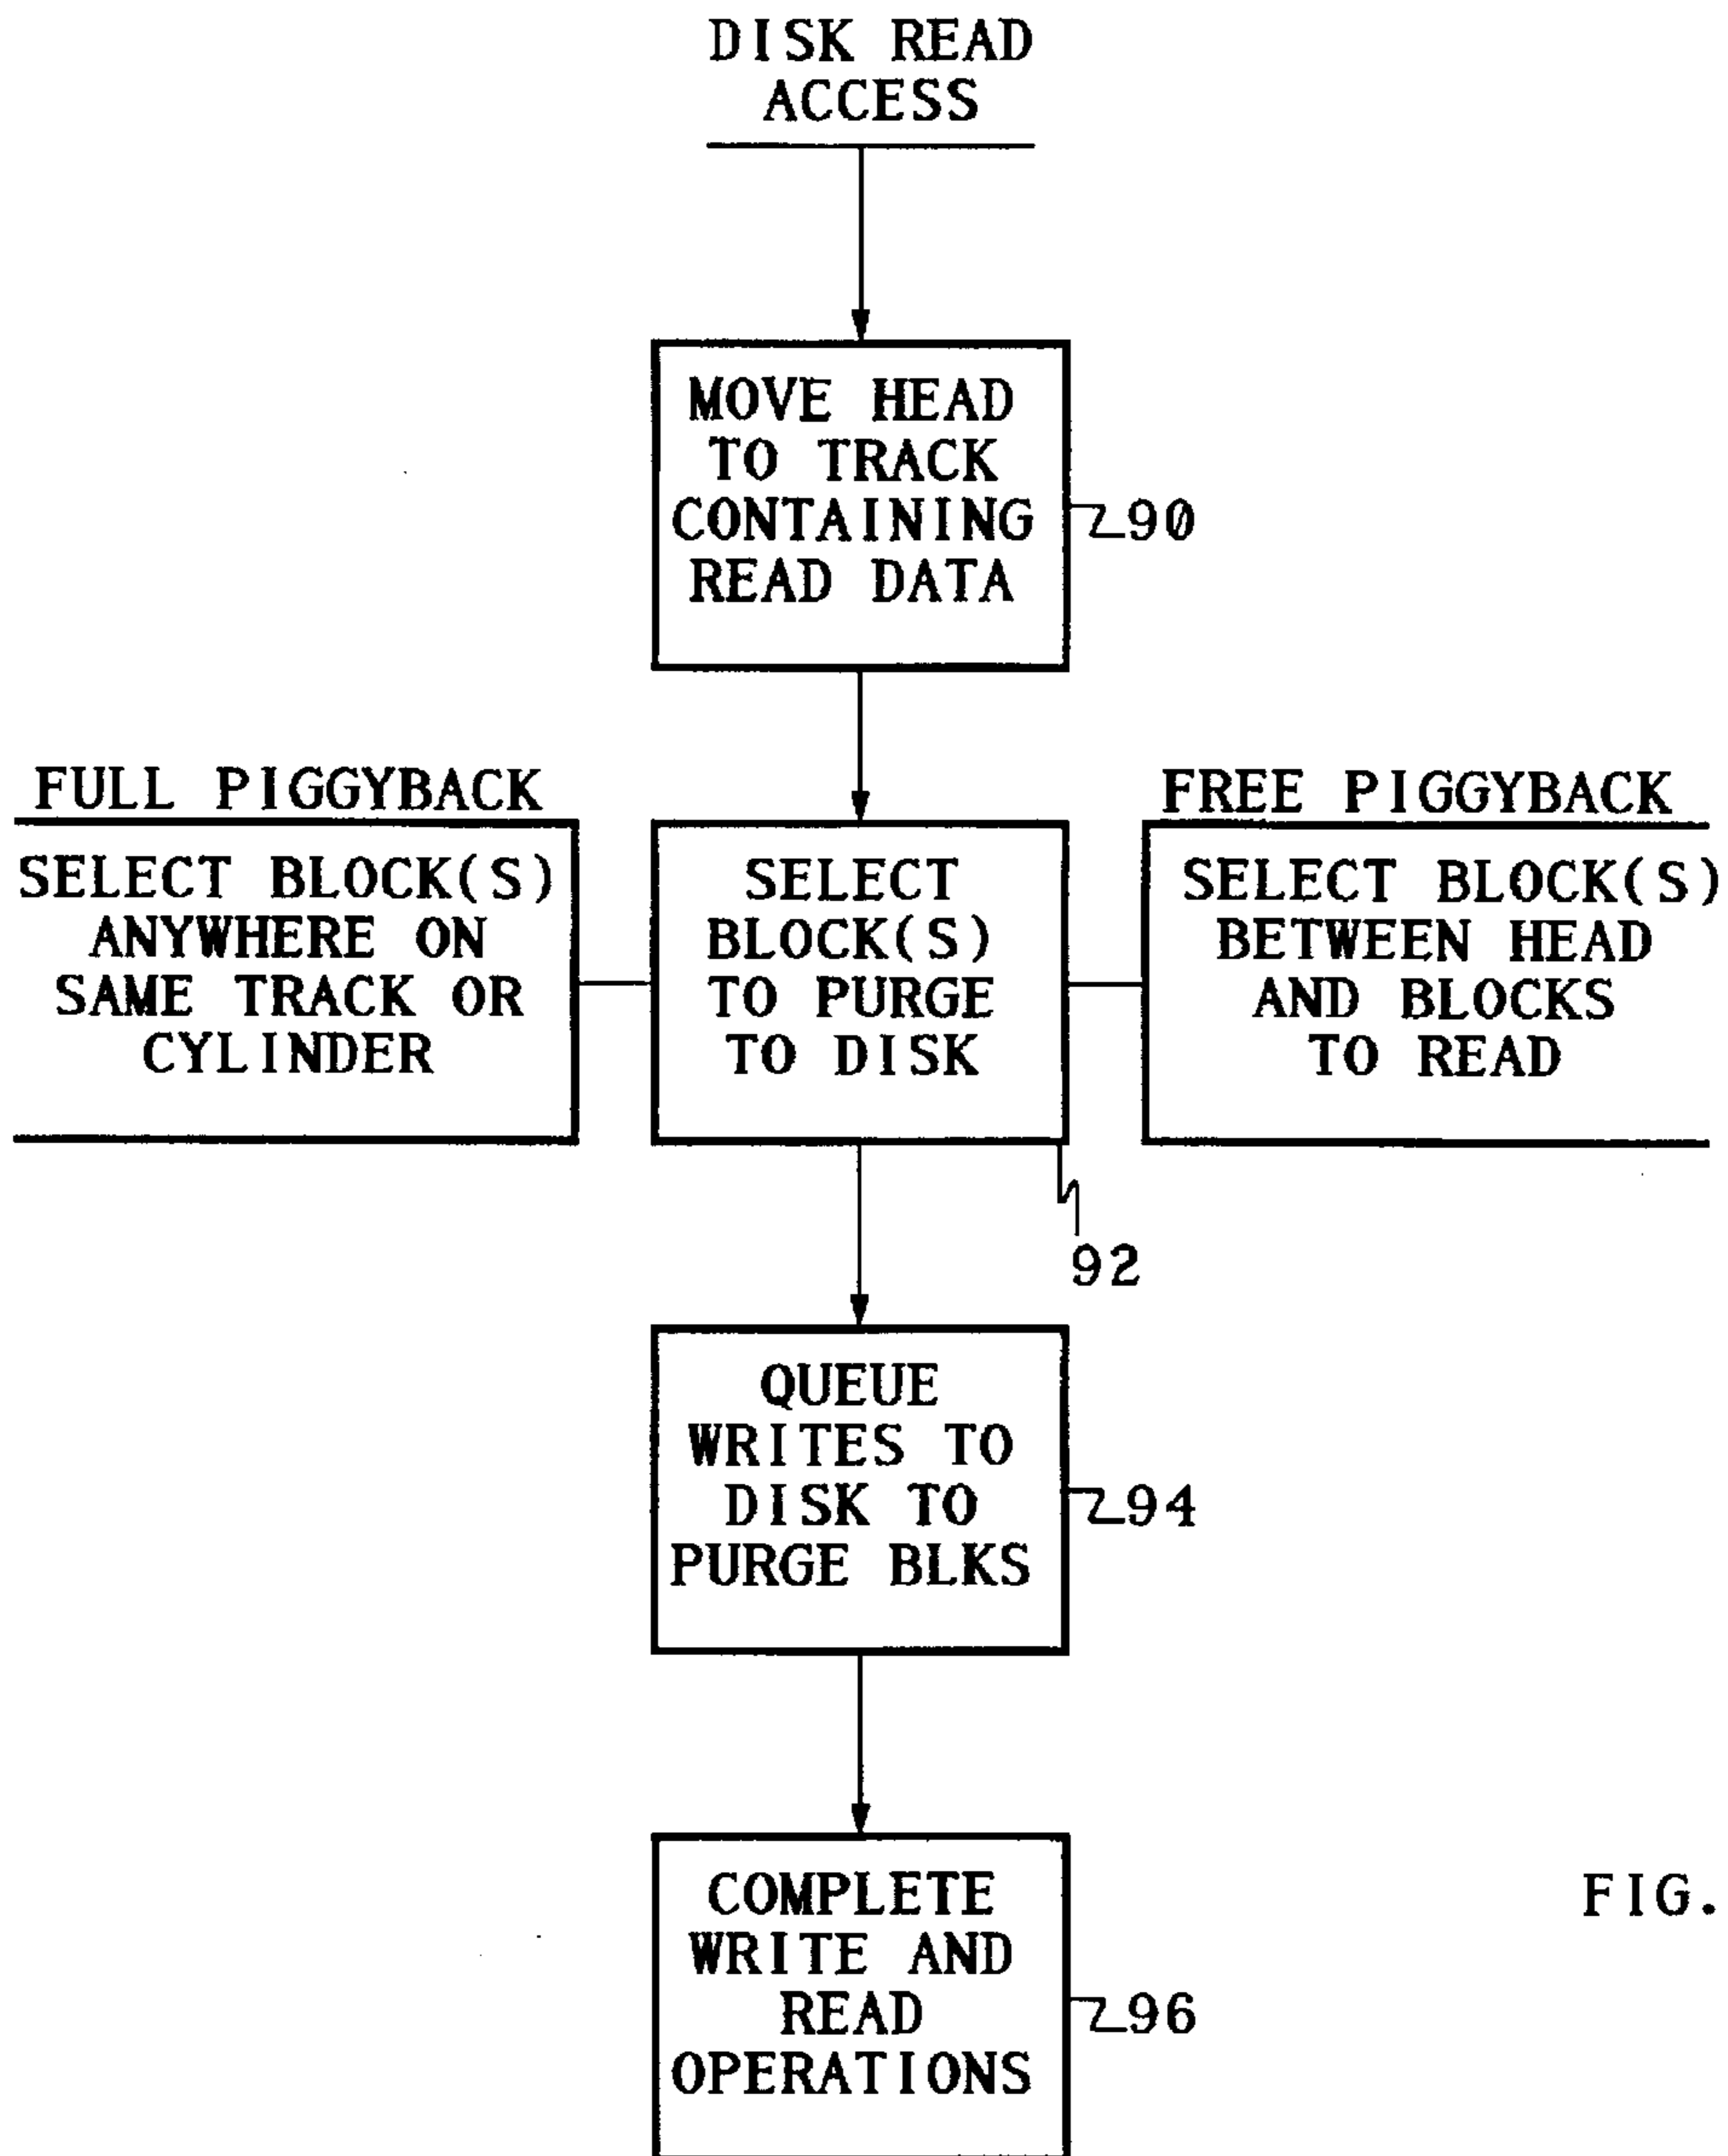 DISK READ
ACCESS
MOVE HEAD
TO TRACK
CONTAINING
READ DATA
90
FULL PIGGYBACK
SELECT BLOCK(S)
ANYWHERE ON
SAME TRACK OR
CYLINDER
SELECT
BLOCK(S)
TO PURGE
TO DISK
92
FREE PIGGYBACK
SELECT BLOCK(S)
BETWEEN HEAD
AND BLOCKS
TO READ
QUEUE
WRITES TO
DISK TO
PURGE BLKS
94
COMPLETE
WRITE AND
READ
OPERATIONS
96
FIG.